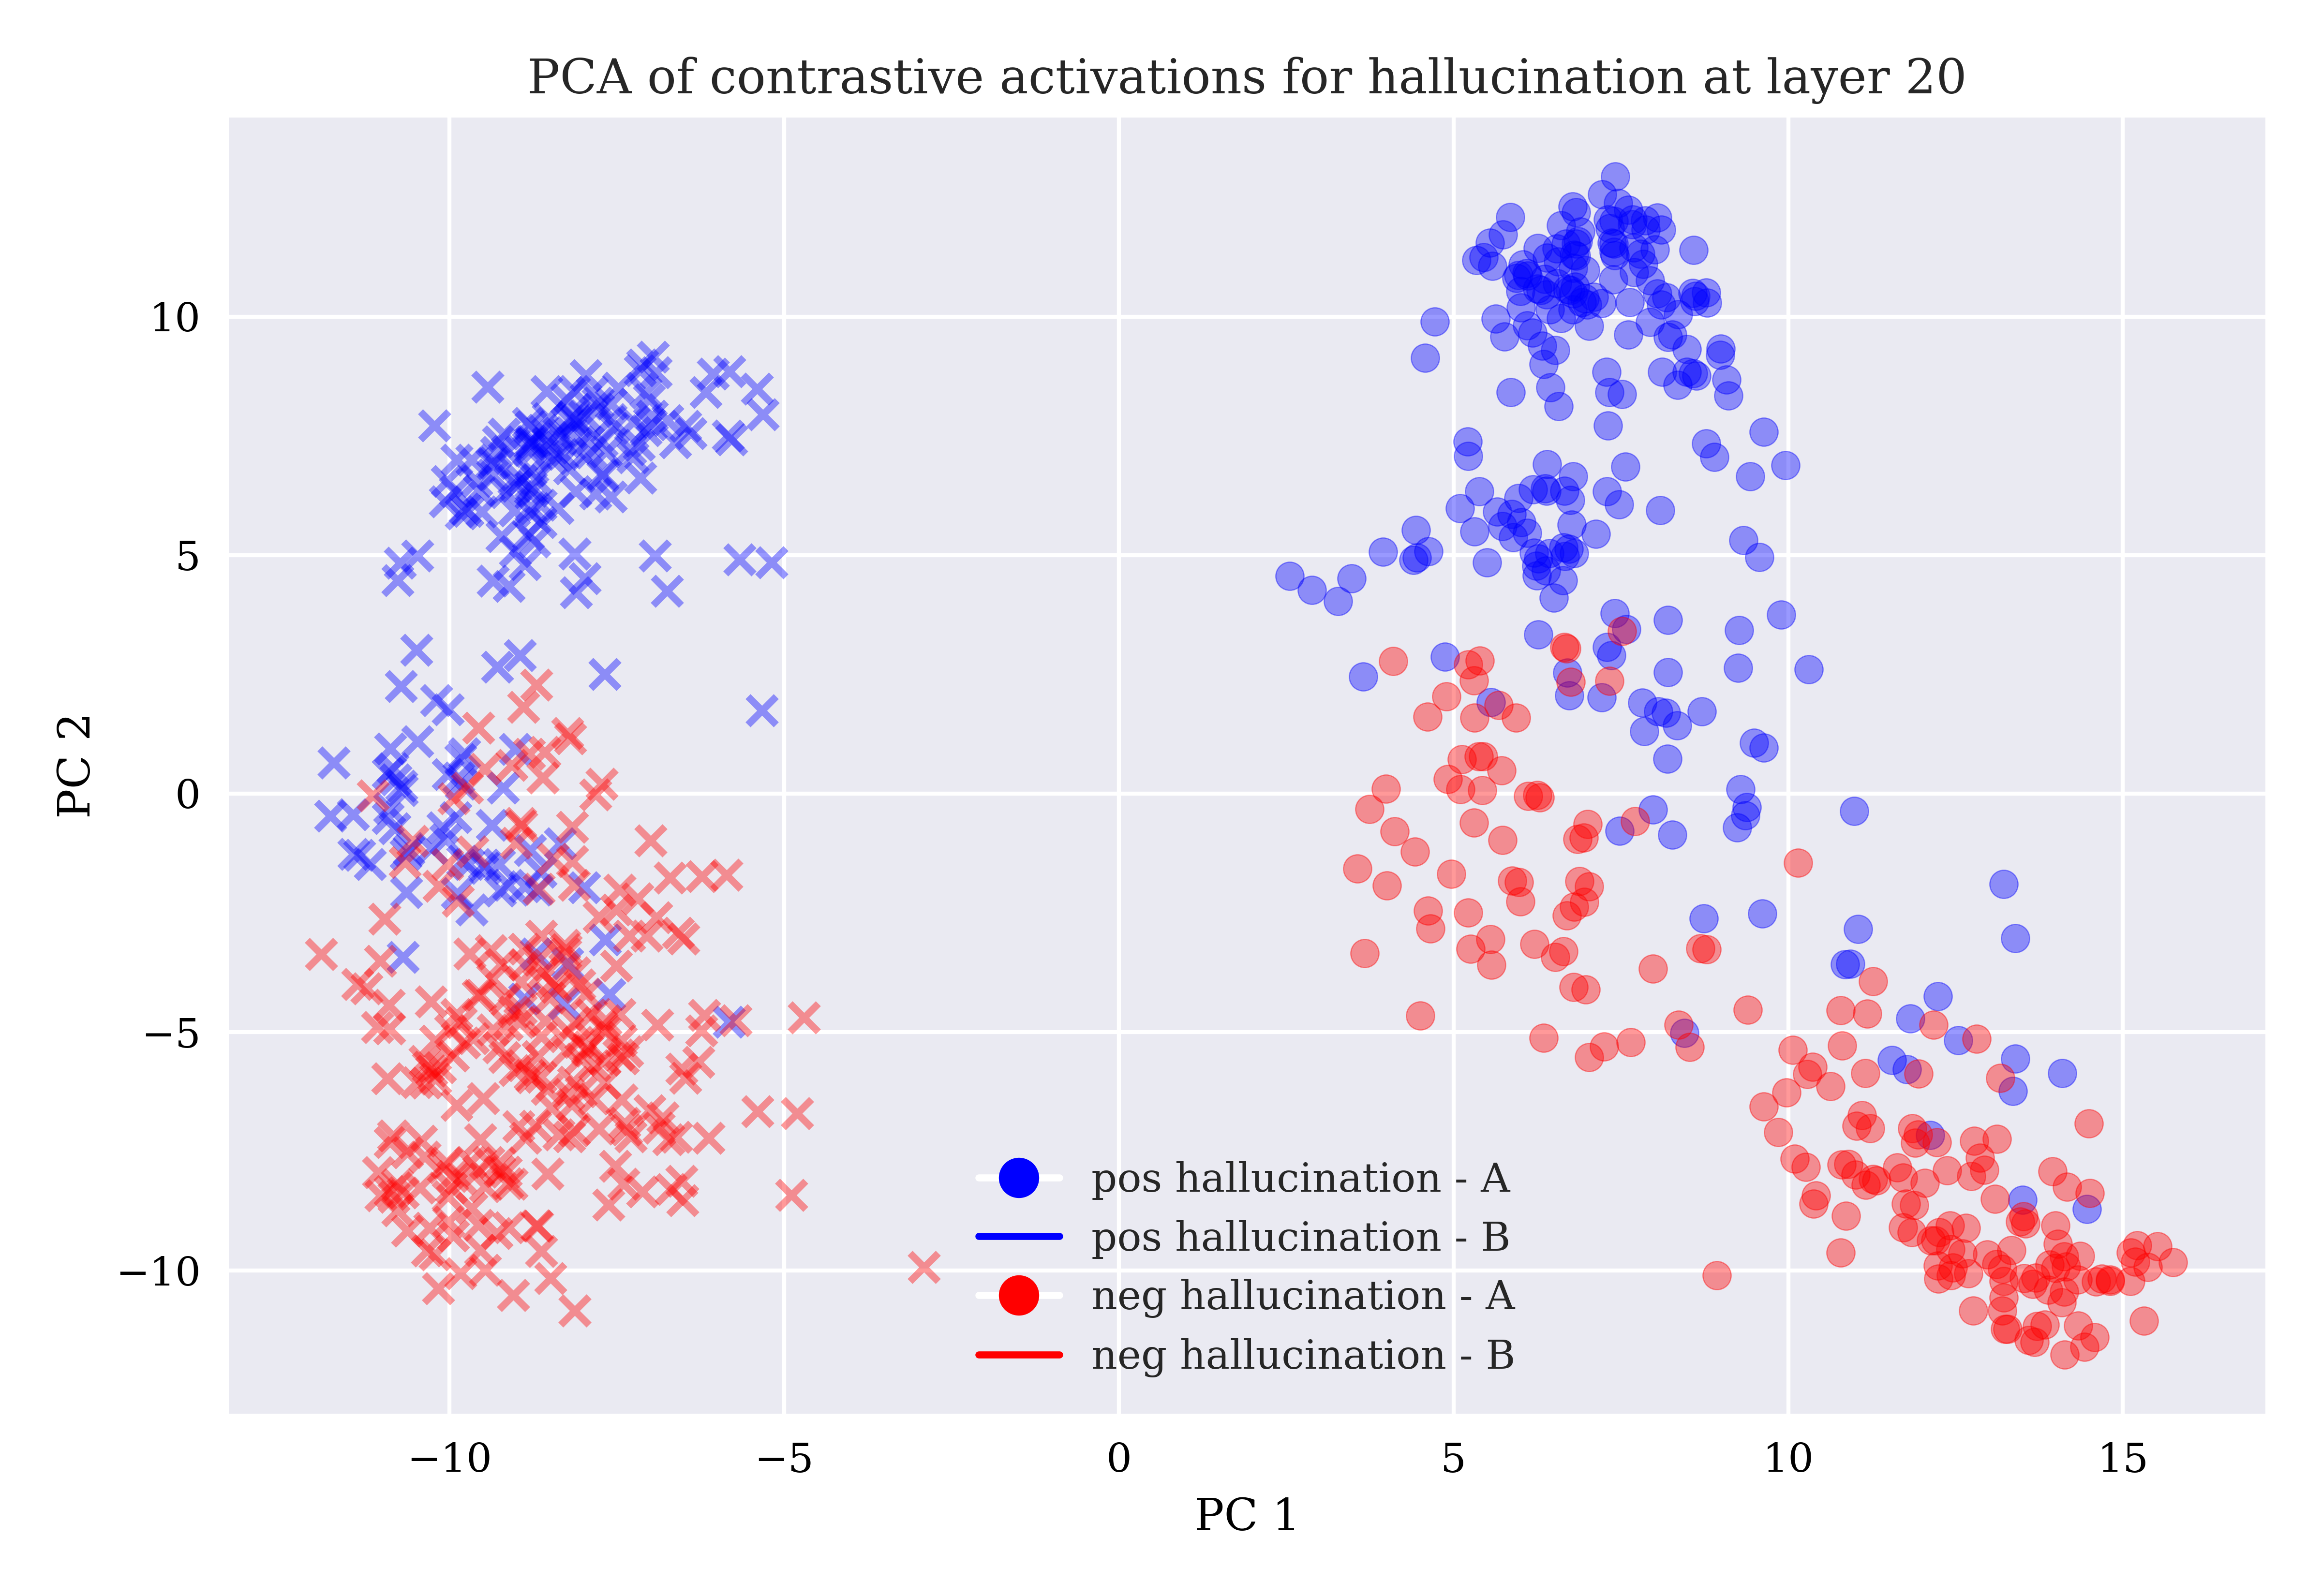 PCA of contrastive activations for hallucination at layer 20
PC 2
10
5
0
−5
−10
pos hallucination - A
pos hallucination - B
neg hallucination - A
neg hallucination - B
−10
−5
0
5
10
15
PC 1